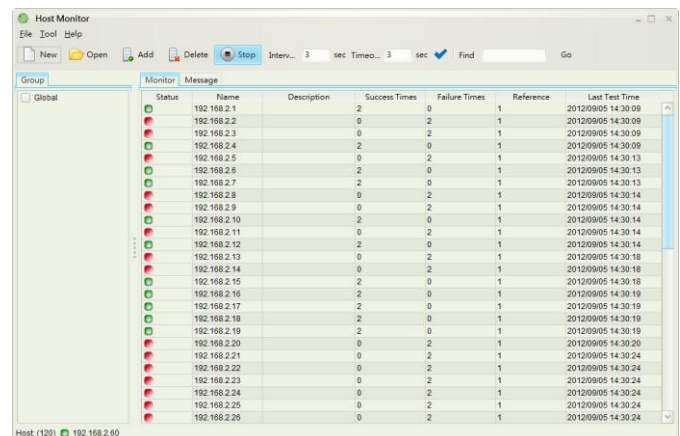 Host Monitor
File Tool Help
New Open Add Delete Stop Interv... 3 sec Timeo... 3 sec Find Go
Group Monitor Message
Global
Status Name Description Success Times Failure Times Reference Last Test Time
192.168.2.1 2 0 1 2012/09/05 14:30:09
192.168.2.2 0 2 1 2012/09/05 14:30:09
192.168.2.3 0 2 1 2012/09/05 14:30:09
192.168.2.4 2 0 1 2012/09/05 14:30:09
192.168.2.5 0 2 1 2012/09/05 14:30:13
192.168.2.6 2 0 1 2012/09/05 14:30:13
192.168.2.7 2 0 1 2012/09/05 14:30:13
192.168.2.8 0 2 1 2012/09/05 14:30:14
192.168.2.9 0 2 1 2012/09/05 14:30:14
192.168.2.10 2 0 1 2012/09/05 14:30:14
192.168.2.11 0 2 1 2012/09/05 14:30:14
192.168.2.12 2 0 1 2012/09/05 14:30:14
192.168.2.13 0 2 1 2012/09/05 14:30:18
192.168.2.14 0 2 1 2012/09/05 14:30:18
192.168.2.15 2 0 1 2012/09/05 14:30:18
192.168.2.16 2 0 1 2012/09/05 14:30:19
192.168.2.17 2 0 1 2012/09/05 14:30:19
192.168.2.18 2 0 1 2012/09/05 14:30:19
192.168.2.19 2 0 1 2012/09/05 14:30:19
192.168.2.20 0 2 1 2012/09/05 14:30:20
192.168.2.21 0 2 1 2012/09/05 14:30:24
192.168.2.22 0 2 1 2012/09/05 14:30:24
192.168.2.23 0 2 1 2012/09/05 14:30:24
192.168.2.24 0 2 1 2012/09/05 14:30:24
192.168.2.25 0 2 1 2012/09/05 14:30:24
192.168.2.26 0 2 1 2012/09/05 14:30:24
Host: (120) 192.168.2.60